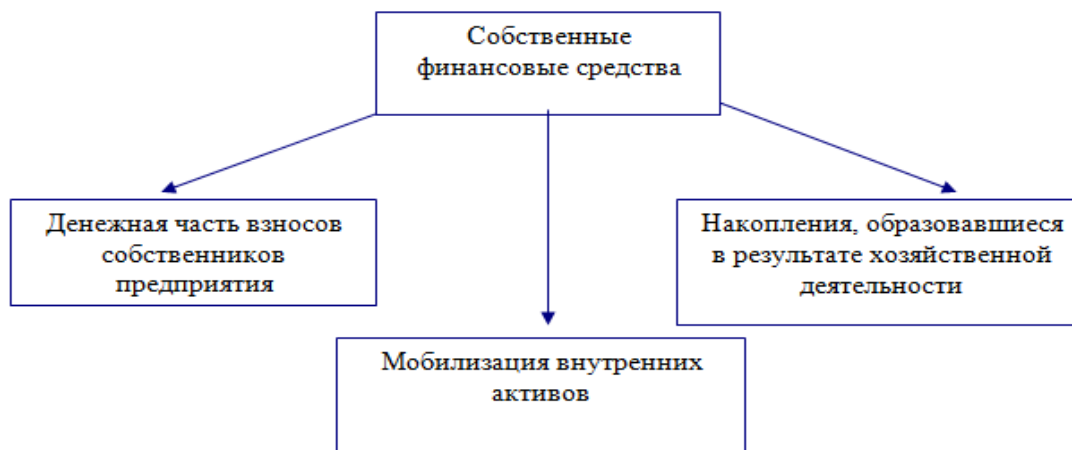 Собственные
финансовые средства
Денежная часть взносов
собственников
предприятия
Накопления, образовавшиеся
в результате хозяйственной
деятельности
Мобилизация внутренних
активов